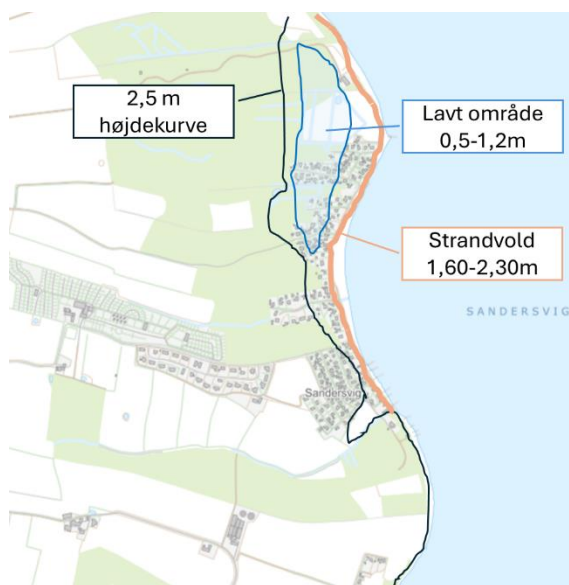 2,5 m
højdekurve
Lavt område
0,5-1,2m
Strandvold
1,60-2,30m
SANDERSVIG
Sandersvig